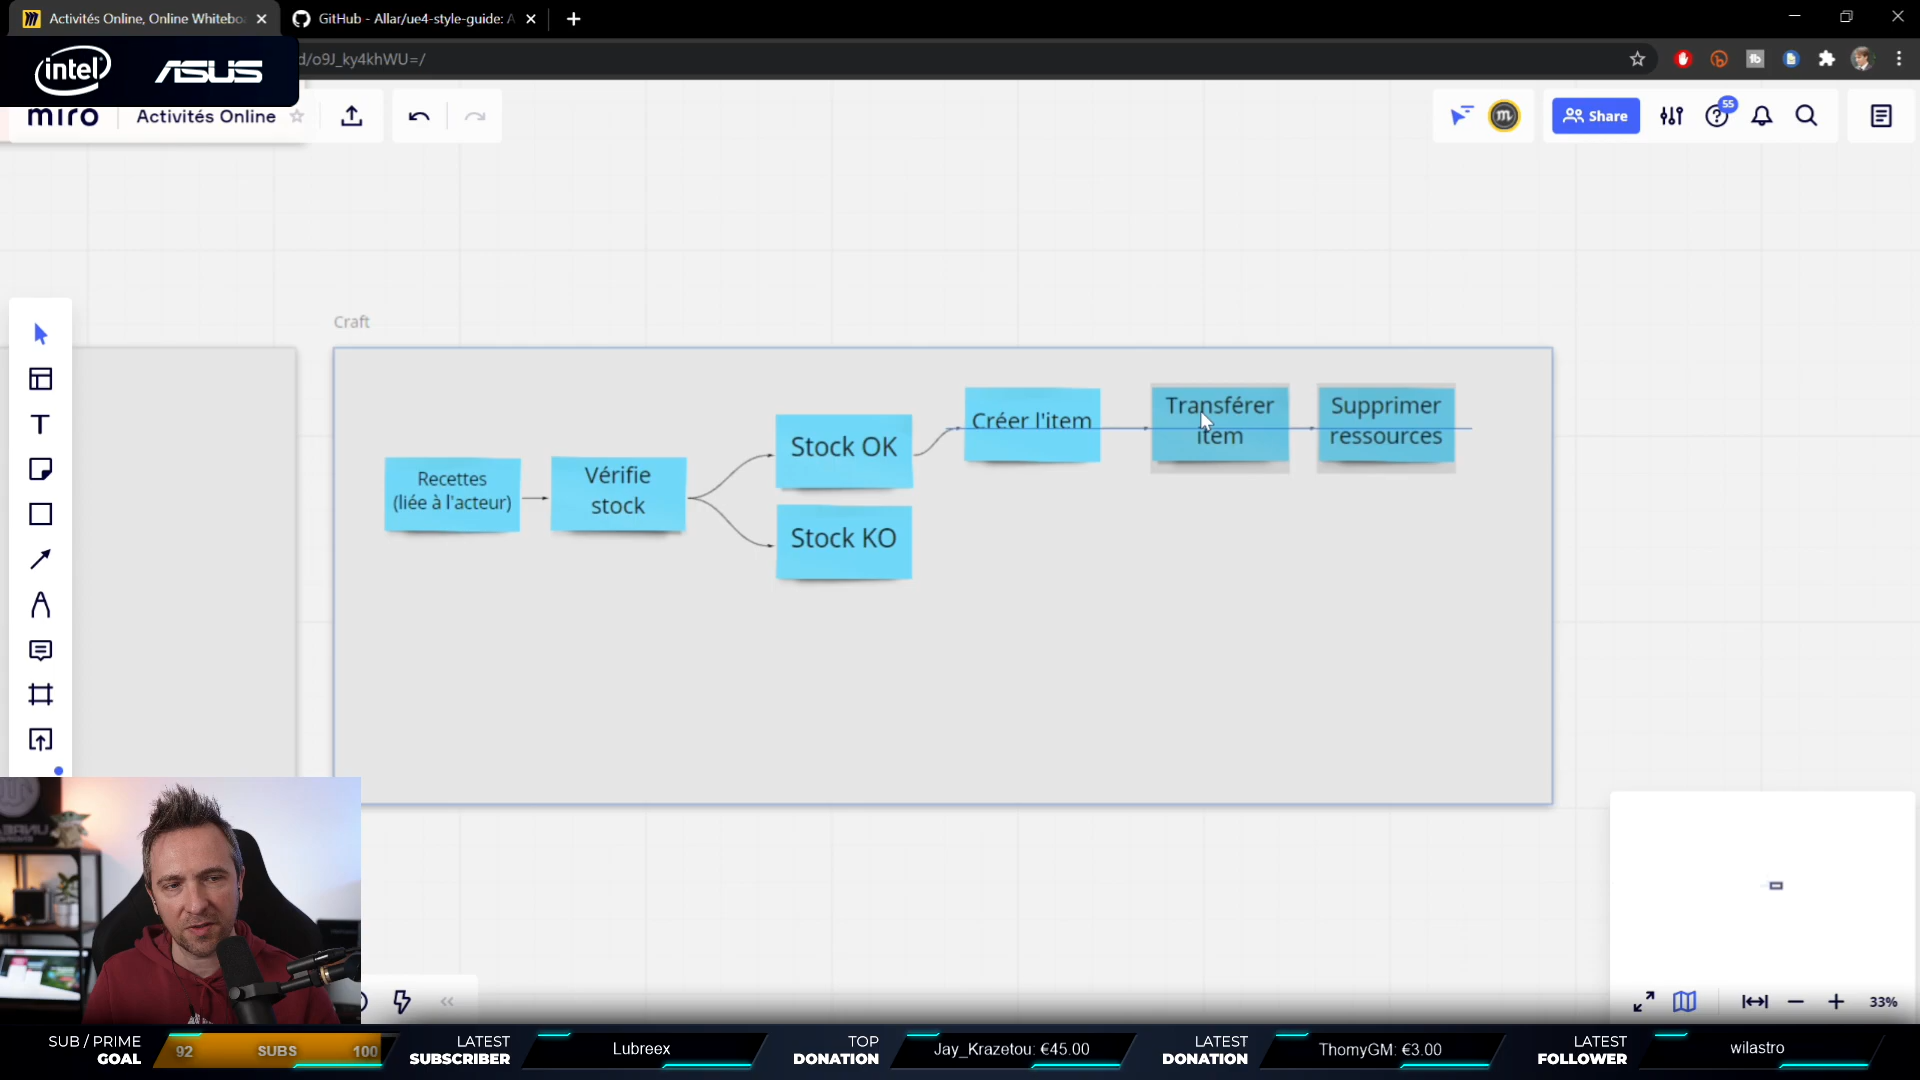 Activités Online, Online Whitebo
GitHub - Allar/ue4-style-guide: A
intel
ASUS
d/o9J_ky4khWU=/
miro
Activités Online
m
Share
55
Craft
Recettes
(liée à l'acteur)
Vérifie
stock
Stock OK
Stock KO
Créer l'item
Transférer
item
Supprimer
ressources
33%
SUB / PRIME
GOAL
92
SUBS
100
LATEST
SUBSCRIBER
Lubreex
TOP
DONATION
Jay_Krazetou: €45.00
LATEST
DONATION
ThomyGM: €3.00
LATEST
FOLLOWER
wilastro